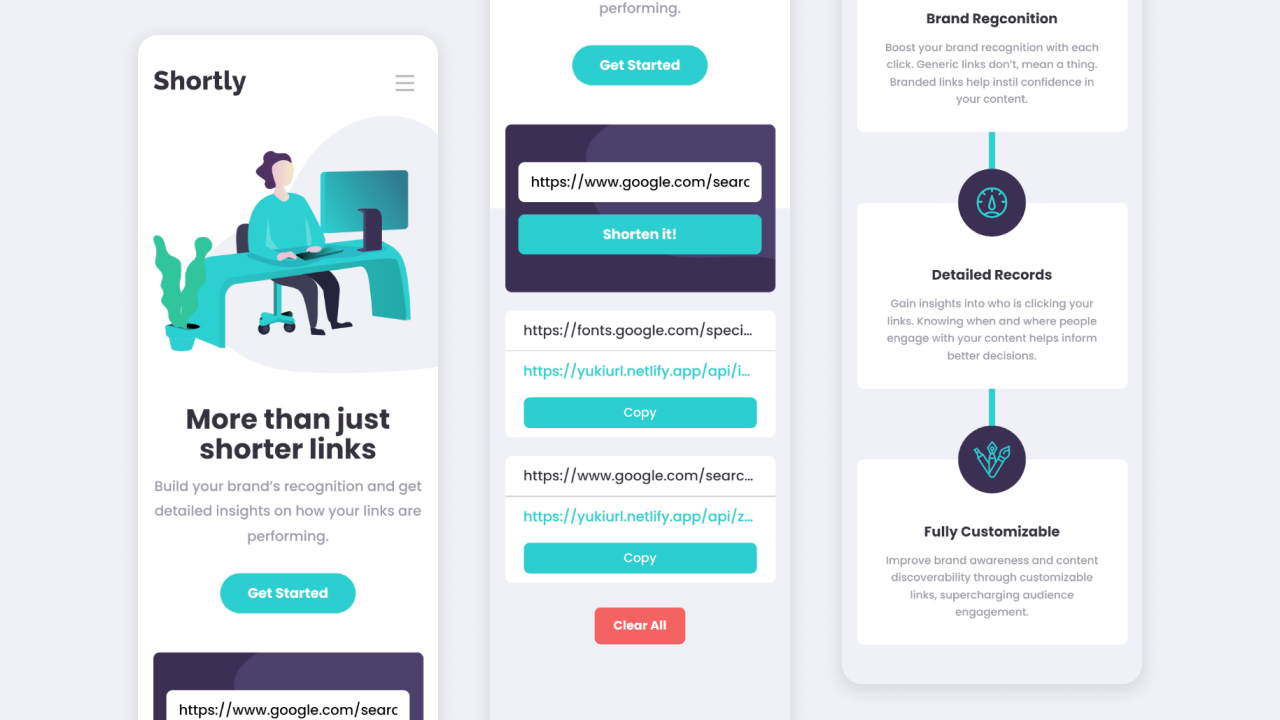 Shortly
More than just
shorter links
Build your brand's recognition and get
detailed insights on how your links are
performing.
Get Started
https://www.google.com/searc
performing.
Get Started
https://www.google.com/searc
Shorten it!
https://fonts.google.com/speci...
https://yukiurl.netlify.app/api/i...
Copy
https://www.google.com/searc...
https://yukiurl.netlify.app/api/z...
Copy
Clear All
Brand Regconition
Boost your brand recognition with each
click. Generic links don't, mean a thing.
Branded links help instil confidence in
your content.
Detailed Records
Gain insights into who is clicking your
links. Knowing when and where people
engage with your content helps inform
better decisions.
Fully Customizable
Improve brand awareness and content
discoverability through customizable
links, supercharging audience
engagement.